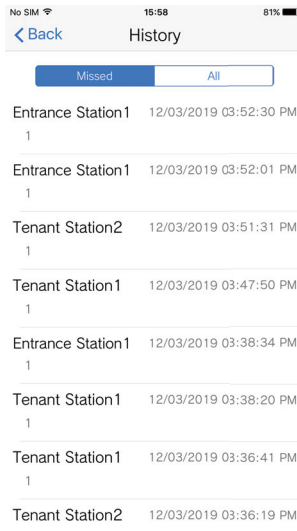 No SIM 15:58 81%
Back History
Missed All
Entrance Station1 12/03/2019 03:52:30 PM
1
Entrance Station1 12/03/2019 03:52:01 PM
1
Tenant Station2 12/03/2019 03:51:31 PM
1
Tenant Station1 12/03/2019 03:47:50 PM
1
Entrance Station1 12/03/2019 03:38:34 PM
1
Tenant Station1 12/03/2019 03:38:20 PM
1
Tenant Station1 12/03/2019 03:36:41 PM
1
Tenant Station2 12/03/2019 03:36:19 PM